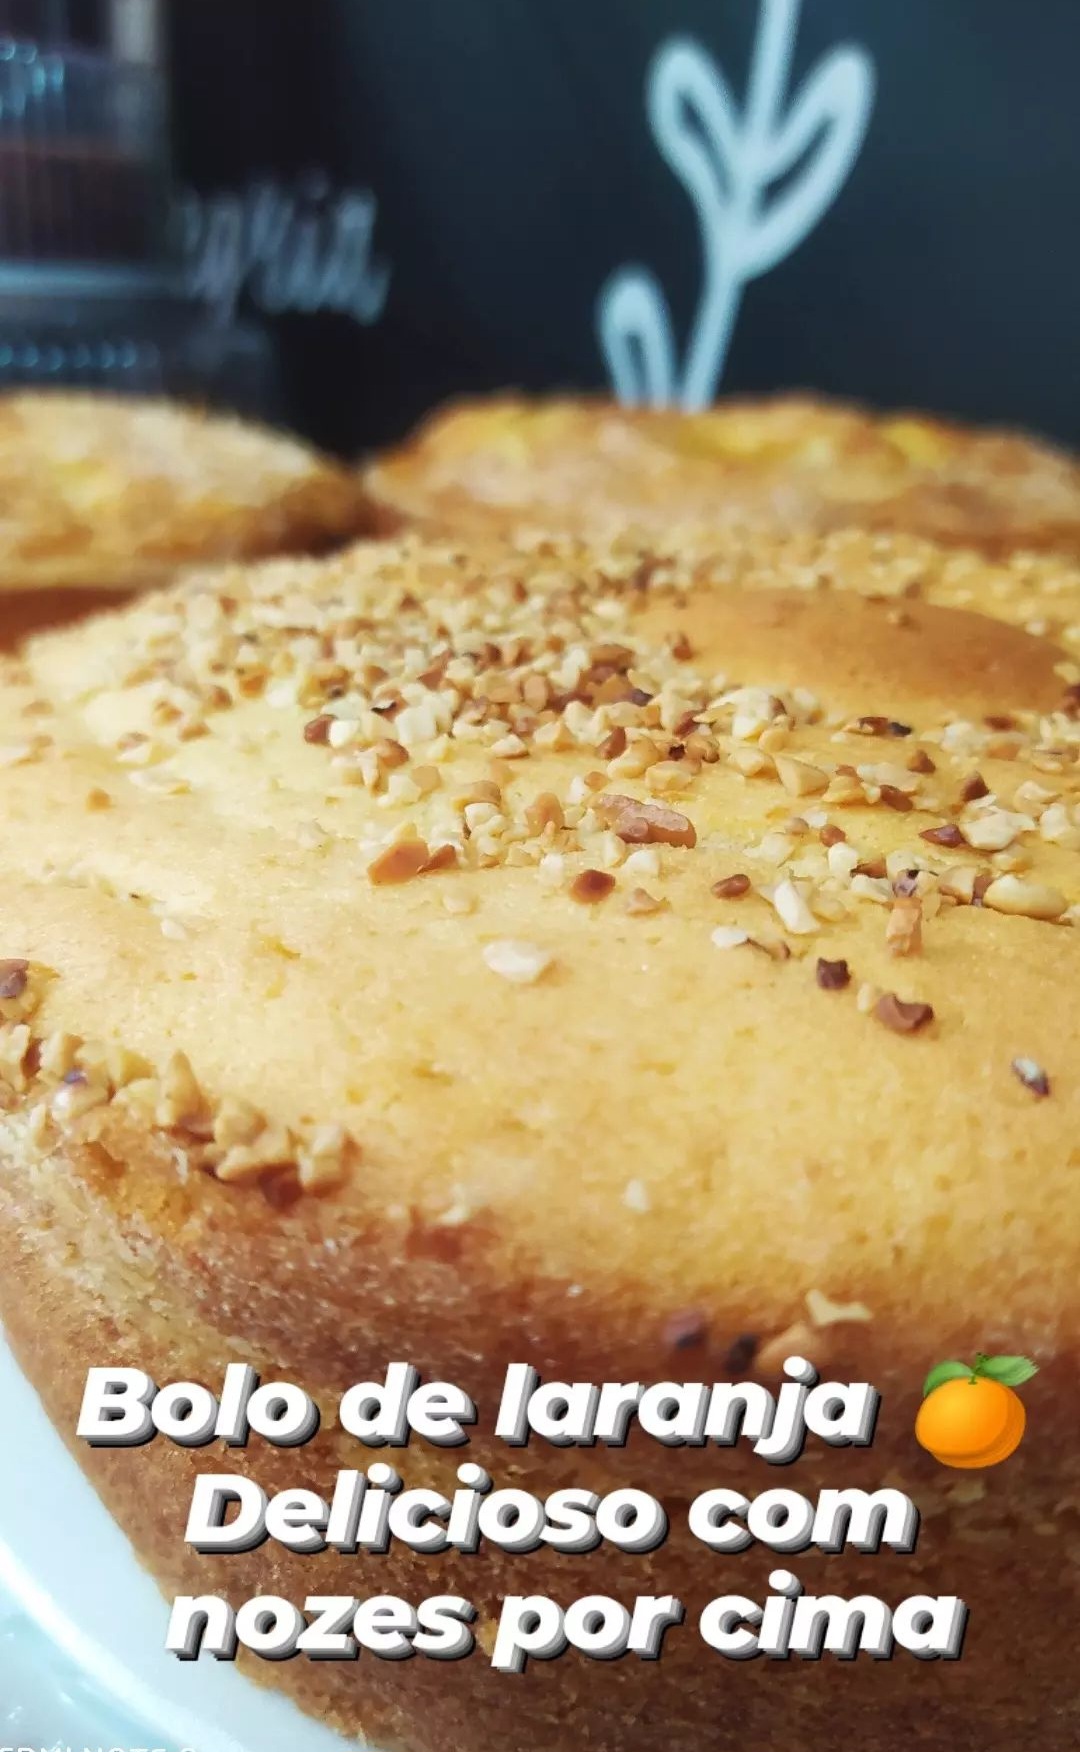 Bolo de laranja 🍊
Delicioso com
nozes por cima